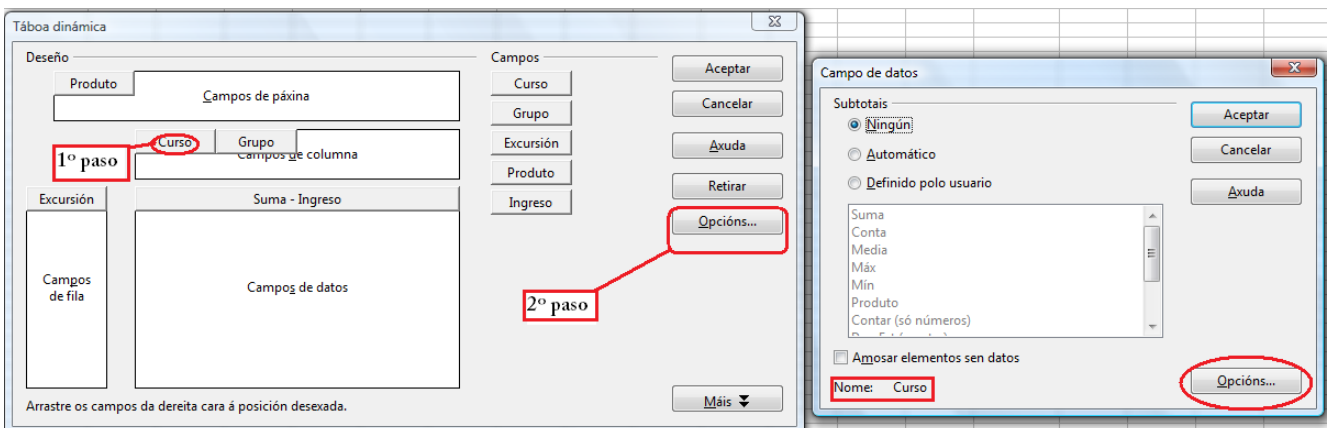 Táboa dinámica
Deseño
Produto
Campos de páxina
1º paso
Curso
Grupo
Campos de columna
Excursión
Suma - Ingreso
Campos
de fila
Campos de datos
Arrastre os campos da dereita cara á posición desexada.
Campos
Curso
Grupo
Excursión
Produto
Ingreso
2º paso
Aceptar
Cancelar
Axuda
Retirar
Opcións...
Máis
Campo de datos
Subtotais
Ningún
Automático
Definido polo usuario
Suma
Conta
Media
Máx
Mín
Produto
Contar (só números)
Amosar elementos sen datos
Nome: Curso
Aceptar
Cancelar
Axuda
Opcións...